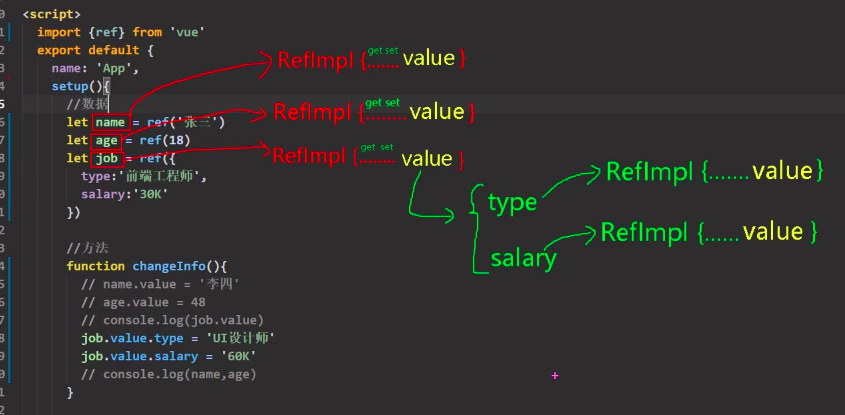 <script>
import {ref} from 'vue'
export default {
name: 'App',
setup(){
//数据
let name = ref('张三')
let age = ref(18)
let job = ref({
type:'前端工程师',
salary:'30K'
})
//方法
function changeInfo(){
// name.value = '李四'
// age.value = 48
// console.log(job.value)
job.value.type = 'UI设计师'
job.value.salary = '60K'
// console.log(name,age)
}
get set
RefImpl {....... value }
get set
RefImpl {........ value }
get set
RefImpl {........ value }
type
RefImpl {....... value }
salary
RefImpl {...... value }